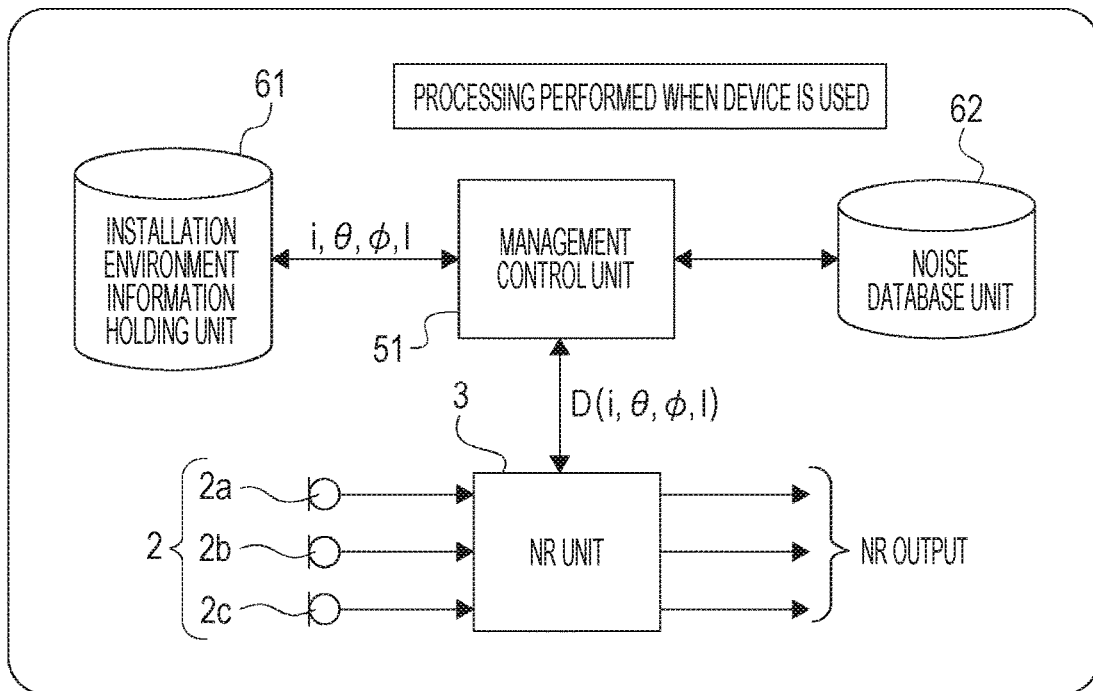 PROCESSING PERFORMED WHEN DEVICE IS USED
61
62
INSTALLATION
ENVIRONMENT
INFORMATION
HOLDING UNIT
i, θ, ϕ, l
MANAGEMENT
CONTROL UNIT
51
NOISE
DATABASE UNIT
D(i, θ, ϕ, l)
3
2
2a
2b
2c
NR UNIT
NR OUTPUT